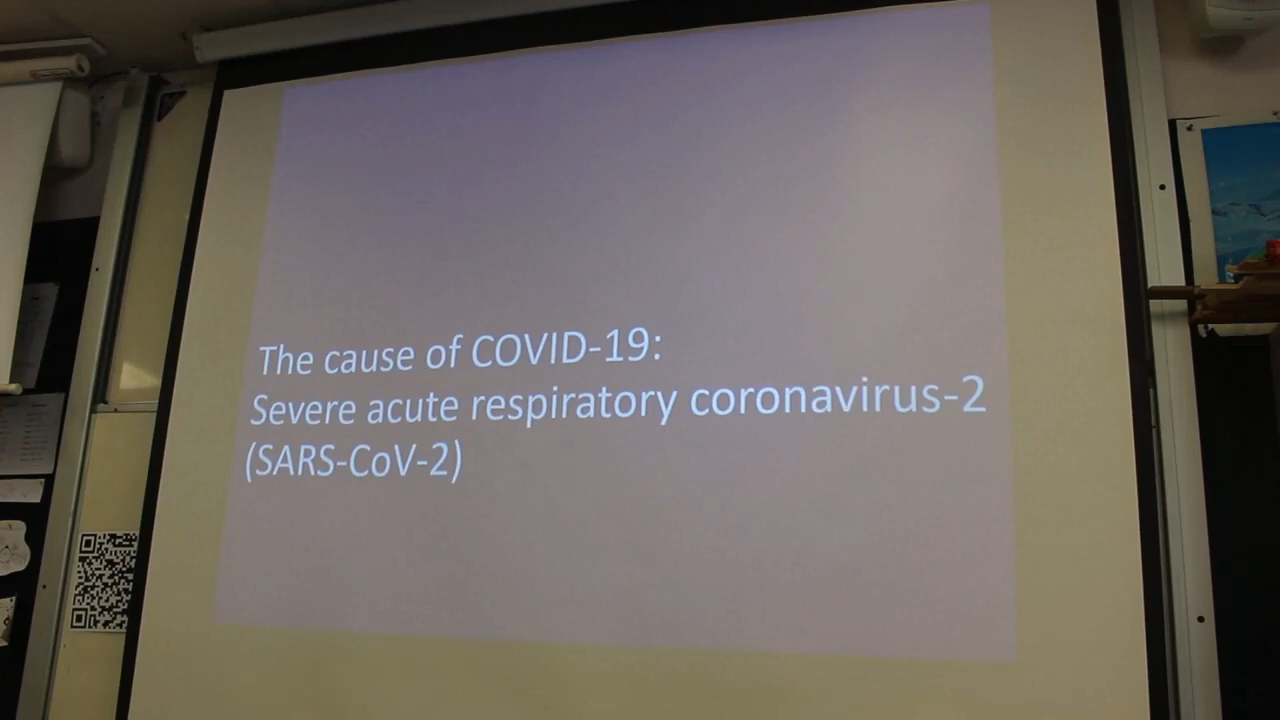 The cause of COVID-19:
Severe acute respiratory coronavirus-2
(SARS-CoV-2)